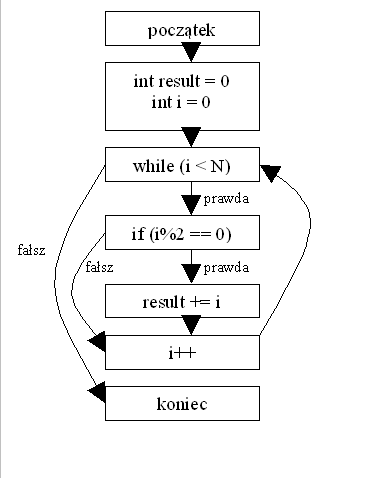 początek
int result = 0
int i = 0
while (i < N)
prawda
if (i%2 == 0)
fałsz
fałsz
prawda
result += i
i++
koniec